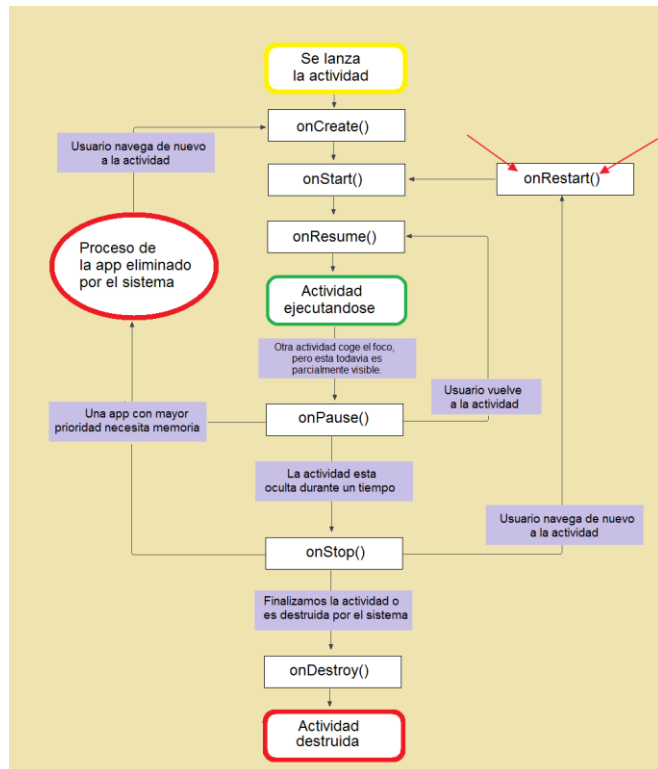 Se lanza
la actividad
onCreate()
Usuario navega de nuevo
a la actividad
onStart()
onRestart()
onResume()
Proceso de
la app eliminado
por el sistema
Actividad
ejecutandose
Otra actividad coge el foco,
pero esta todavia es
parcialmente visible.
Usuario vuelve
a la actividad
Una app con mayor
prioridad necesita memoria
onPause()
La actividad esta
oculta durante un tiempo
Usuario navega de nuevo
a la actividad
onStop()
Finalizamos la actividad o
es destruida por el sistema
onDestroy()
Actividad
destruida